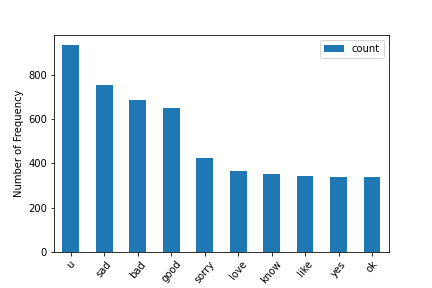 count
Number of Frequency
800
600
400
200
0
u
sad
bad
good
sorry
love
know
like
yes
ok